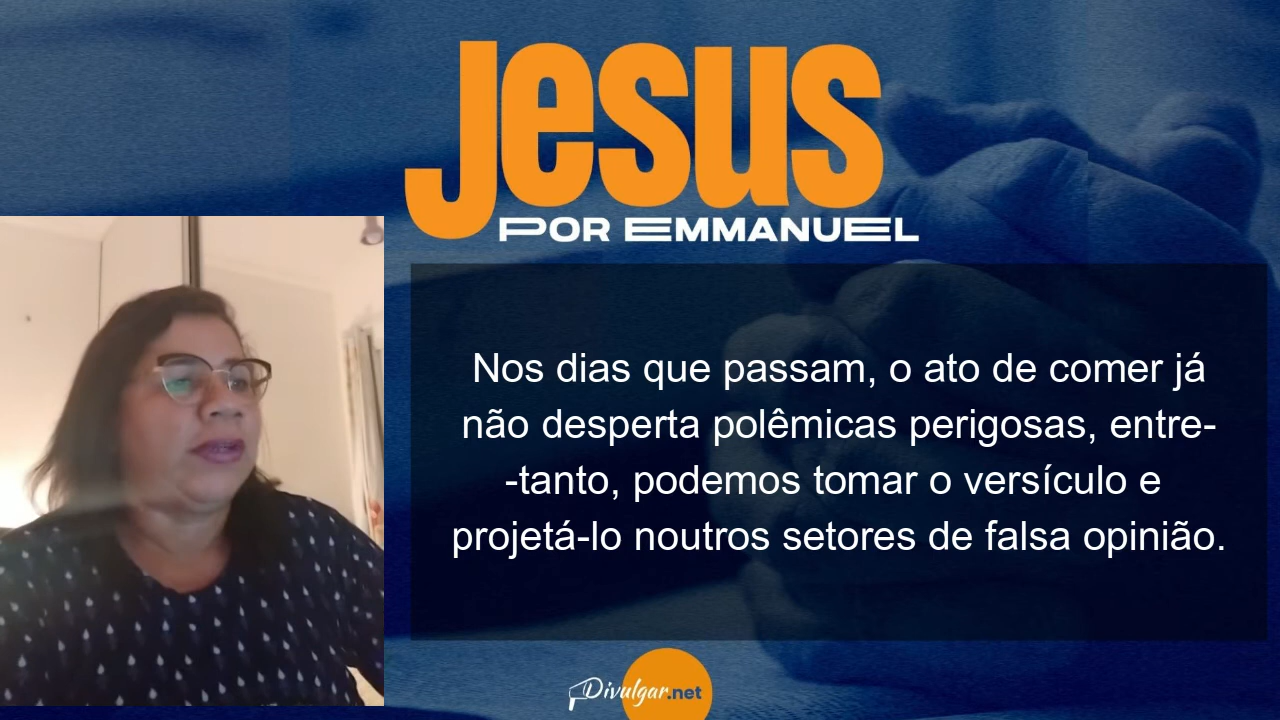 Jesus
POR EMMANUEL
Nos dias que passam, o ato de comer já
não desperta polêmicas perigosas, entre-
-tanto, podemos tomar o versículo e
projetá-lo noutros setores de falsa opinião.
Divulgar.net